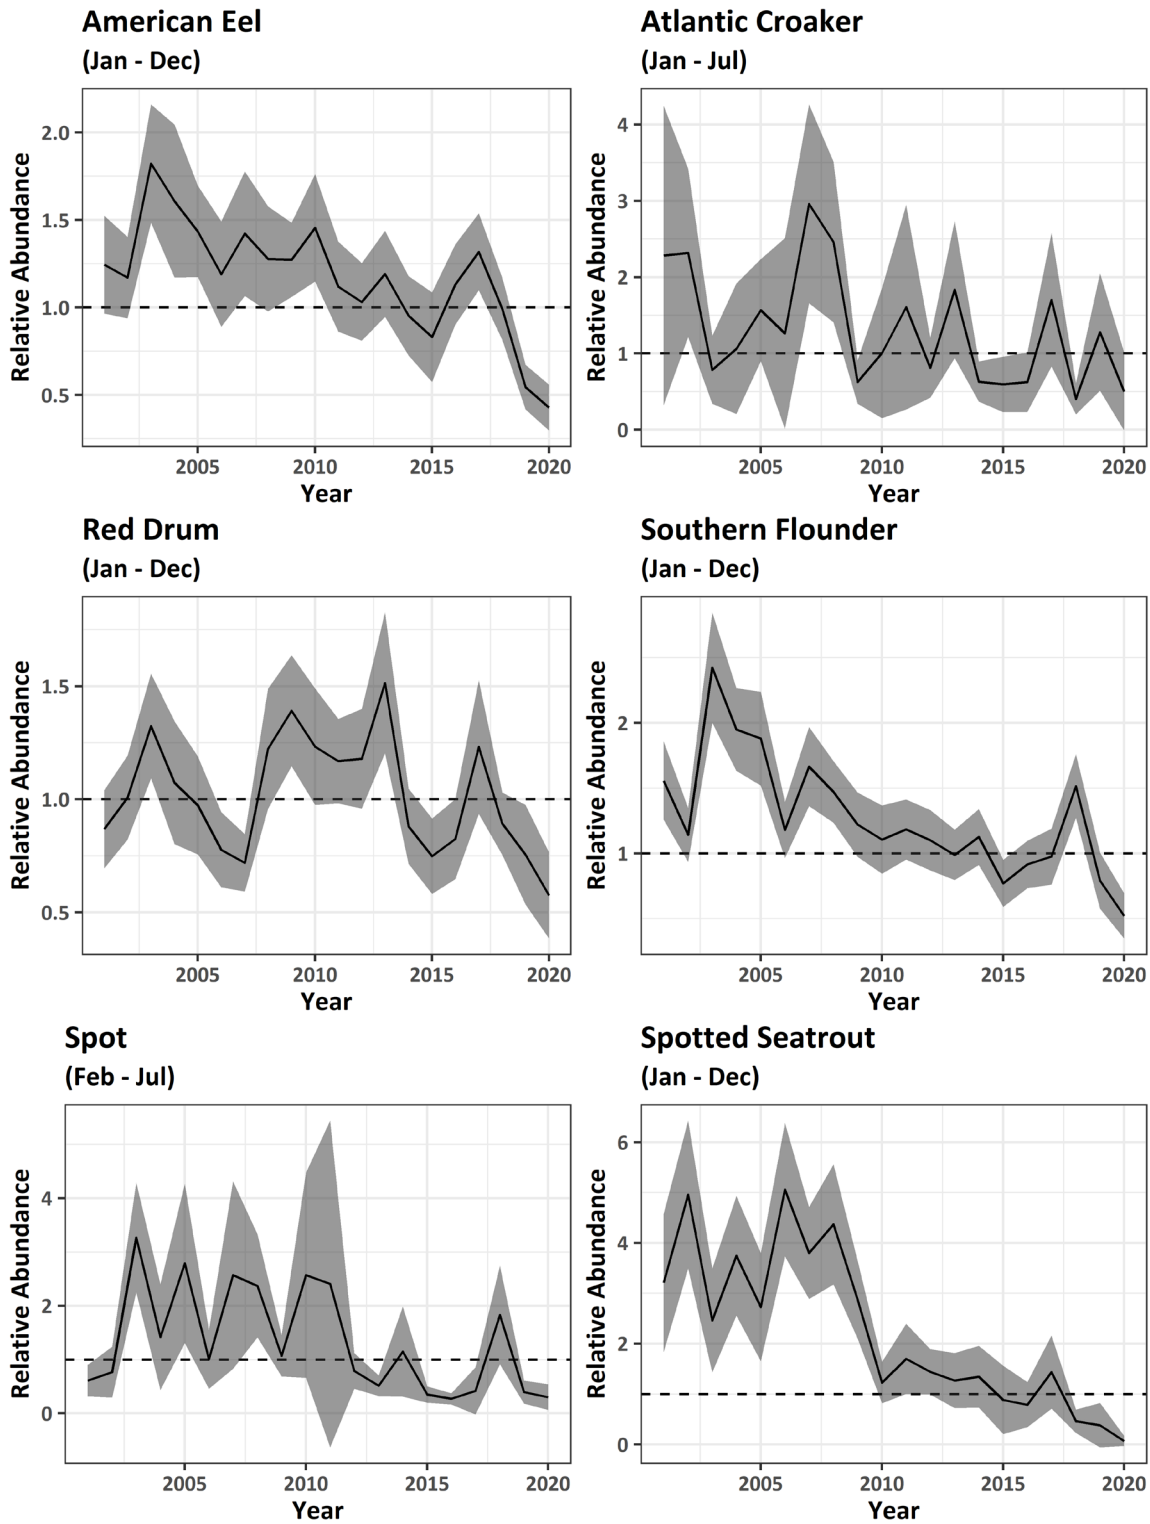 American Eel
(Jan - Dec)
Relative Abundance
2.0
1.5
1.0
0.5
2005 2010 2015 2020
Year
Atlantic Croaker
(Jan - Jul)
Relative Abundance
4
3
2
1
0
2005 2010 2015 2020
Year
Red Drum
(Jan - Dec)
Relative Abundance
1.5
1.0
0.5
2005 2010 2015 2020
Year
Southern Flounder
(Jan - Dec)
Relative Abundance
2
1
2005 2010 2015 2020
Year
Spot
(Feb - Jul)
Relative Abundance
4
2
0
2005 2010 2015 2020
Year
Spotted Seatrout
(Jan - Dec)
Relative Abundance
6
4
2
0
2005 2010 2015 2020
Year